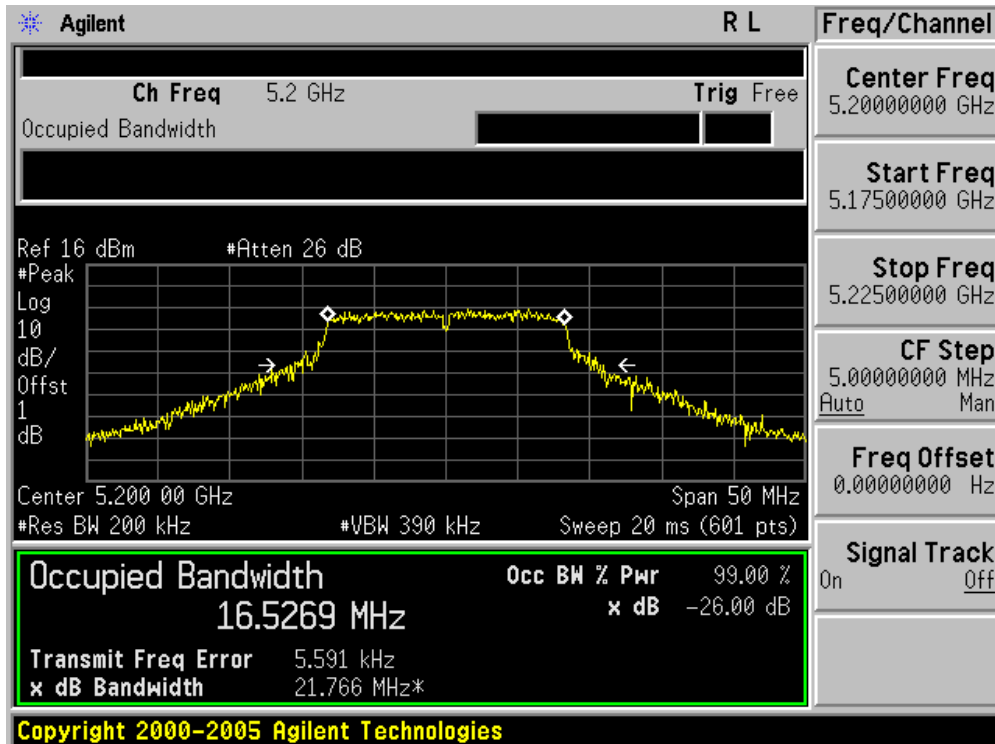 Agilent R L Freq/Channel
Ch Freq 5.2 GHz Trig Free
Occupied Bandwidth
Center Freq
5.20000000 GHz
Start Freq
5.17500000 GHz
Stop Freq
5.22500000 GHz
CF Step
5.00000000 MHz
Auto Man
Freq Offset
0.00000000 Hz
Signal Track
On Off
Ref 16 dBm #Atten 26 dB
#Peak
Log
10
dB/
Offst
1
dB
Center 5.200 00 GHz Span 50 MHz
#Res BW 200 kHz #VBW 390 kHz Sweep 20 ms (601 pts)
Occupied Bandwidth
16.5269 MHz
Occ BW % Pwr 99.00 %
x dB -26.00 dB
Transmit Freq Error 5.591 kHz
x dB Bandwidth 21.766 MHz*
Copyright 2000-2005 Agilent Technologies